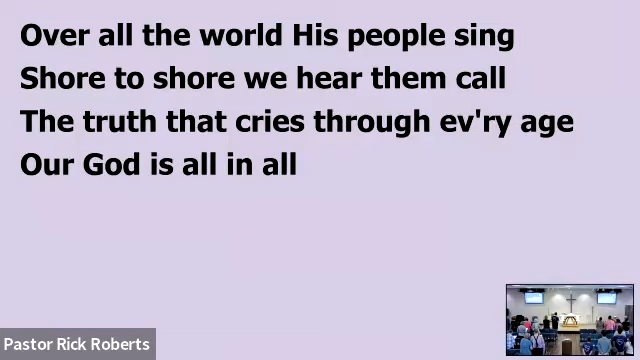 Over all the world His people sing
Shore to shore we hear them call
The truth that cries through ev'ry age
Our God is all in all
Pastor Rick Roberts